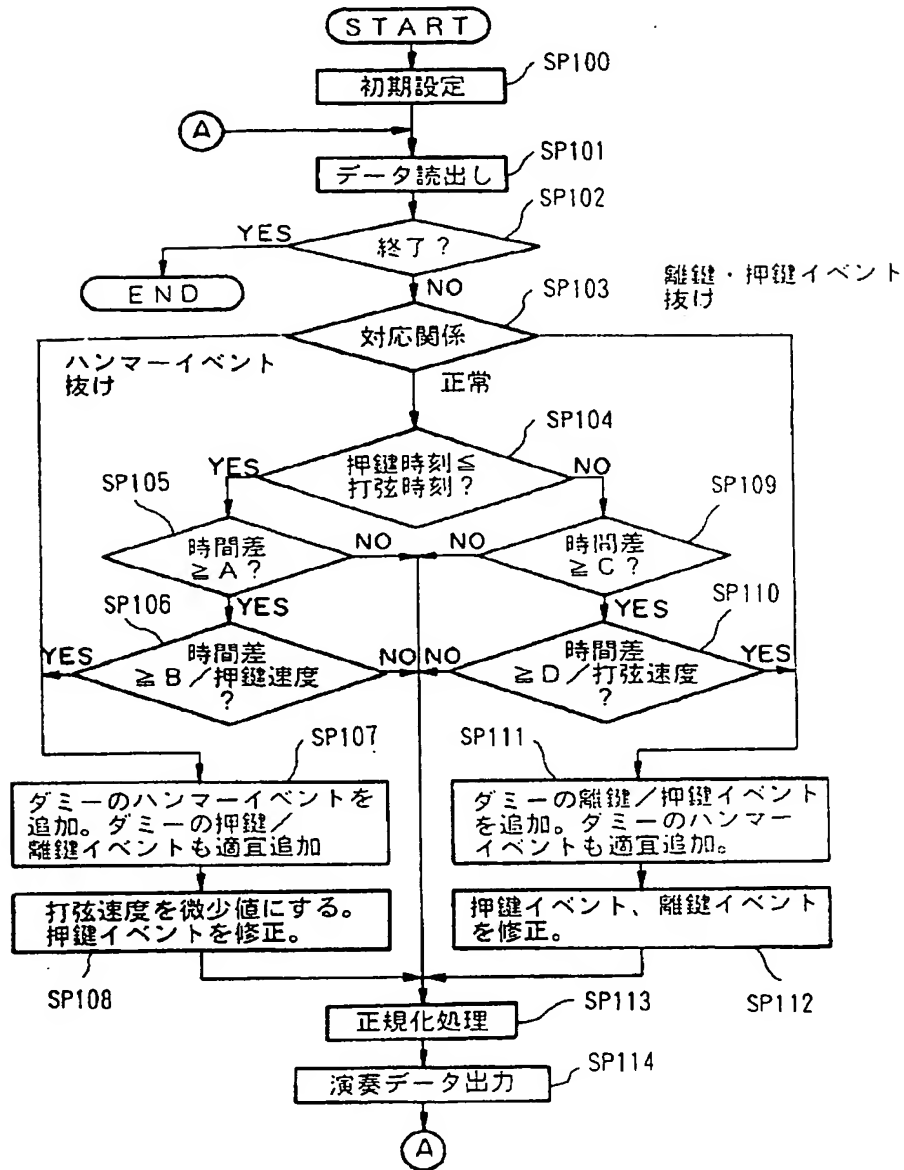 START
SP100
初期設定
A
SP101
データ読出し
SP102
YES
終了?
END
NO
SP103
離鍵・押鍵イベント
抜け
対応関係
ハンマーイベント
抜け
正常
SP104
YES
押鍵時刻≦
打弦時刻?
NO
SP105
SP109
時間差
≧A?
NO
NO
時間差
≧C?
SP106
YES
YES
SP110
YES
時間差
≧B/押鍵速度
?
NO
NO
時間差
≧D/打弦速度
?
YES
SP107
SP111
ダミーのハンマーイベントを
追加。ダミーの押鍵/
離鍵イベントも適宜追加
ダミーの離鍵/押鍵イベント
を追加。ダミーのハンマー
イベントも適宜追加。
打弦速度を微少値にする。
押鍵イベントを修正。
押鍵イベント、離鍵イベント
を修正。
SP108
SP112
SP113
正規化処理
SP114
演奏データ出力
A